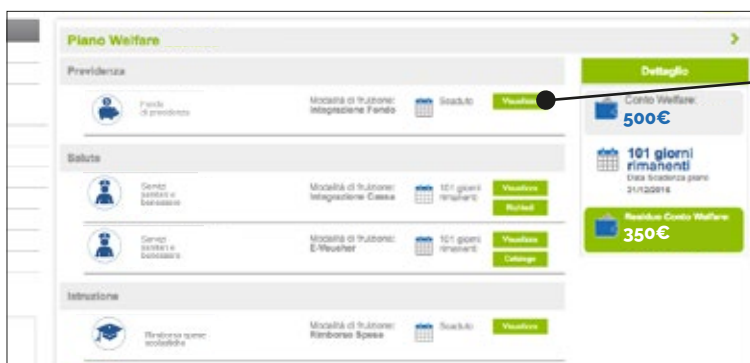 Piano Welfare
Previdenza
Fondo di previdenza
Modalità di fruizione:
Integrazione Fondo
Scaduto
Visualizza
Salute
Servizi sanitari e benessere
Modalità di fruizione:
Integrazione Cassa
101 giorni rimanenti
Visualizza
Richiedi
Servizi sanitari e benessere
Modalità di fruizione:
E-Voucher
101 giorni rimanenti
Visualizza
Catalogo
Istruzione
Rimborso spese scolastiche
Modalità di fruizione:
Rimborso Spese
Scaduto
Visualizza
Dettaglio
Conto Welfare:
500€
101 giorni
rimanenti
Data Scadenza piano
31/12/2016
Residuo Conto Welfare:
350€